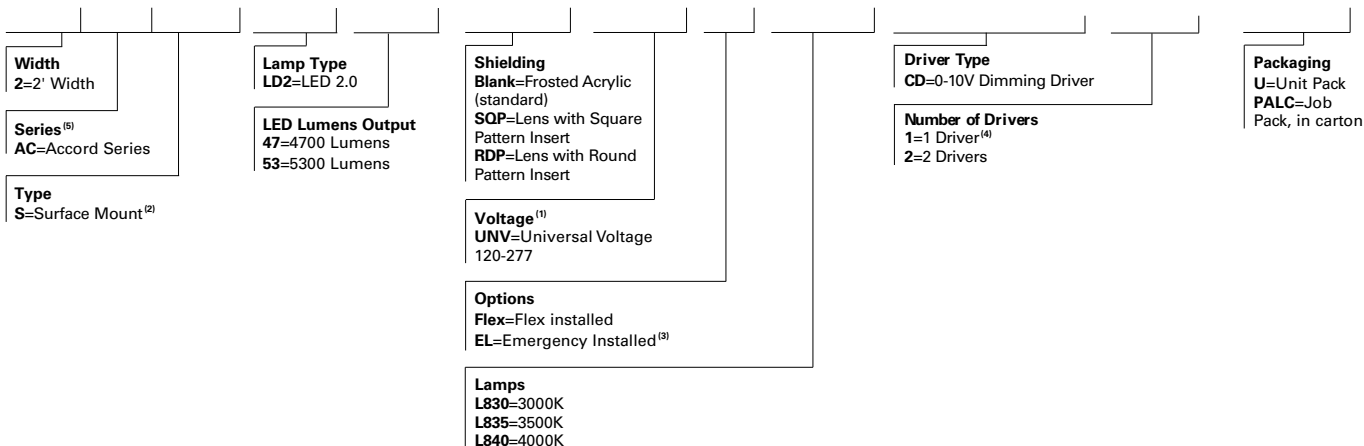 Width
2=2' Width
Series(5)
AC=Accord Series
Type
S=Surface Mount(2)
Lamp Type
LD2=LED 2.0
LED Lumens Output
47=4700 Lumens
53=5300 Lumens
Shielding
Blank=Frosted Acrylic
(standard)
SQP=Lens with Square
Pattern Insert
RDP=Lens with Round
Pattern Insert
Voltage(1)
UNV=Universal Voltage
120-277
Options
Flex=Flex installed
EL=Emergency Installed(3)
Lamps
L830=3000K
L835=3500K
L840=4000K
Driver Type
CD=0-10V Dimming Driver
Number of Drivers
1=1 Driver(4)
2=2 Drivers
Packaging
U=Unit Pack
PALC=Job
Pack, in carton